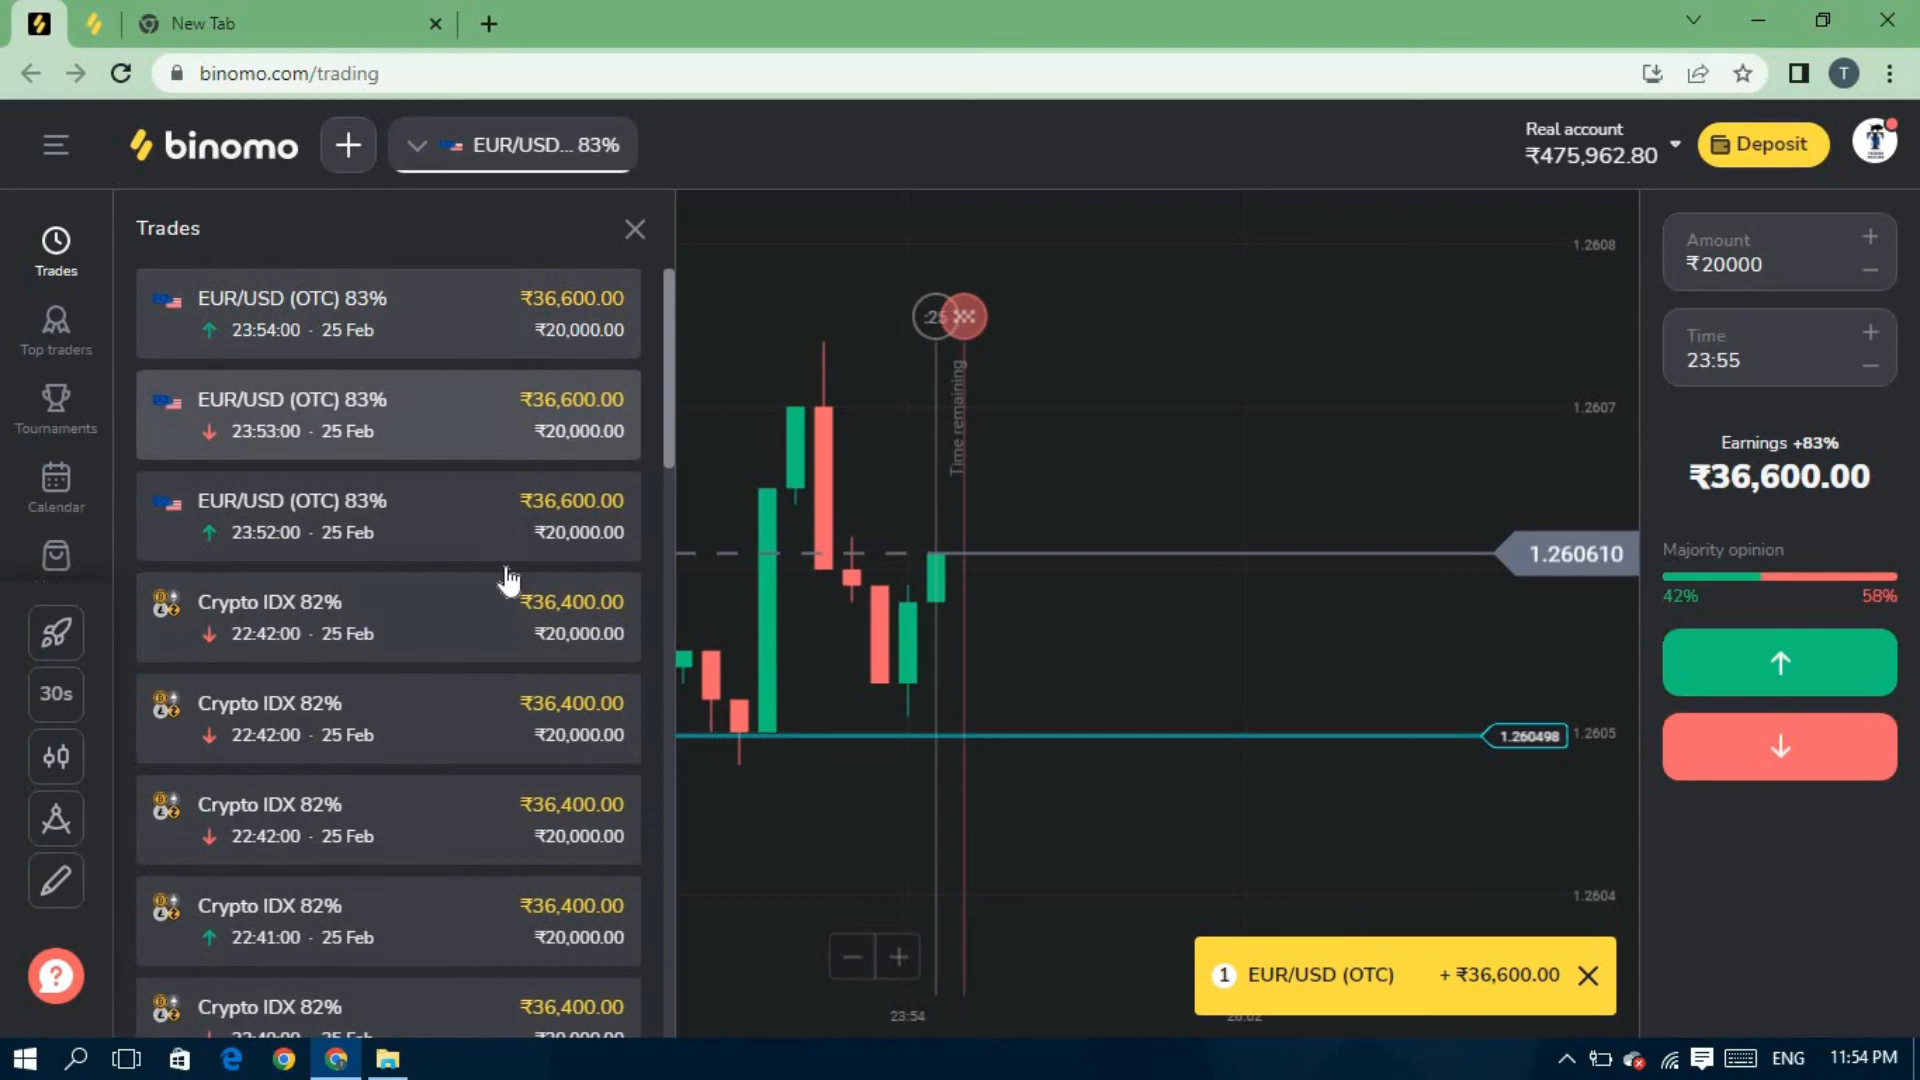 New Tab
binomo.com/trading
T
binomo
EUR/USD... 83%
Real account
₹475,962.80
Deposit
Trades
Top traders
Tournaments
Calendar
30s
Trades
EUR/USD (OTC) 83% ₹36,600.00
23:54:00 · 25 Feb ₹20,000.00
EUR/USD (OTC) 83% ₹36,600.00
23:53:00 · 25 Feb ₹20,000.00
EUR/USD (OTC) 83% ₹36,600.00
23:52:00 · 25 Feb ₹20,000.00
Crypto IDX 82% ₹36,400.00
22:42:00 · 25 Feb ₹20,000.00
Crypto IDX 82% ₹36,400.00
22:42:00 · 25 Feb ₹20,000.00
Crypto IDX 82% ₹36,400.00
22:42:00 · 25 Feb ₹20,000.00
Crypto IDX 82% ₹36,400.00
22:41:00 · 25 Feb ₹20,000.00
Crypto IDX 82% ₹36,400.00
:25
Time remaining
1.2608
1.2607
1.260610
1.260498
1.2605
1.2604
23:54
1 EUR/USD (OTC) + ₹36,600.00
Amount
₹20000
Time
23:55
Earnings +83%
₹36,600.00
Majority opinion
42% 58%
ENG 11:54 PM